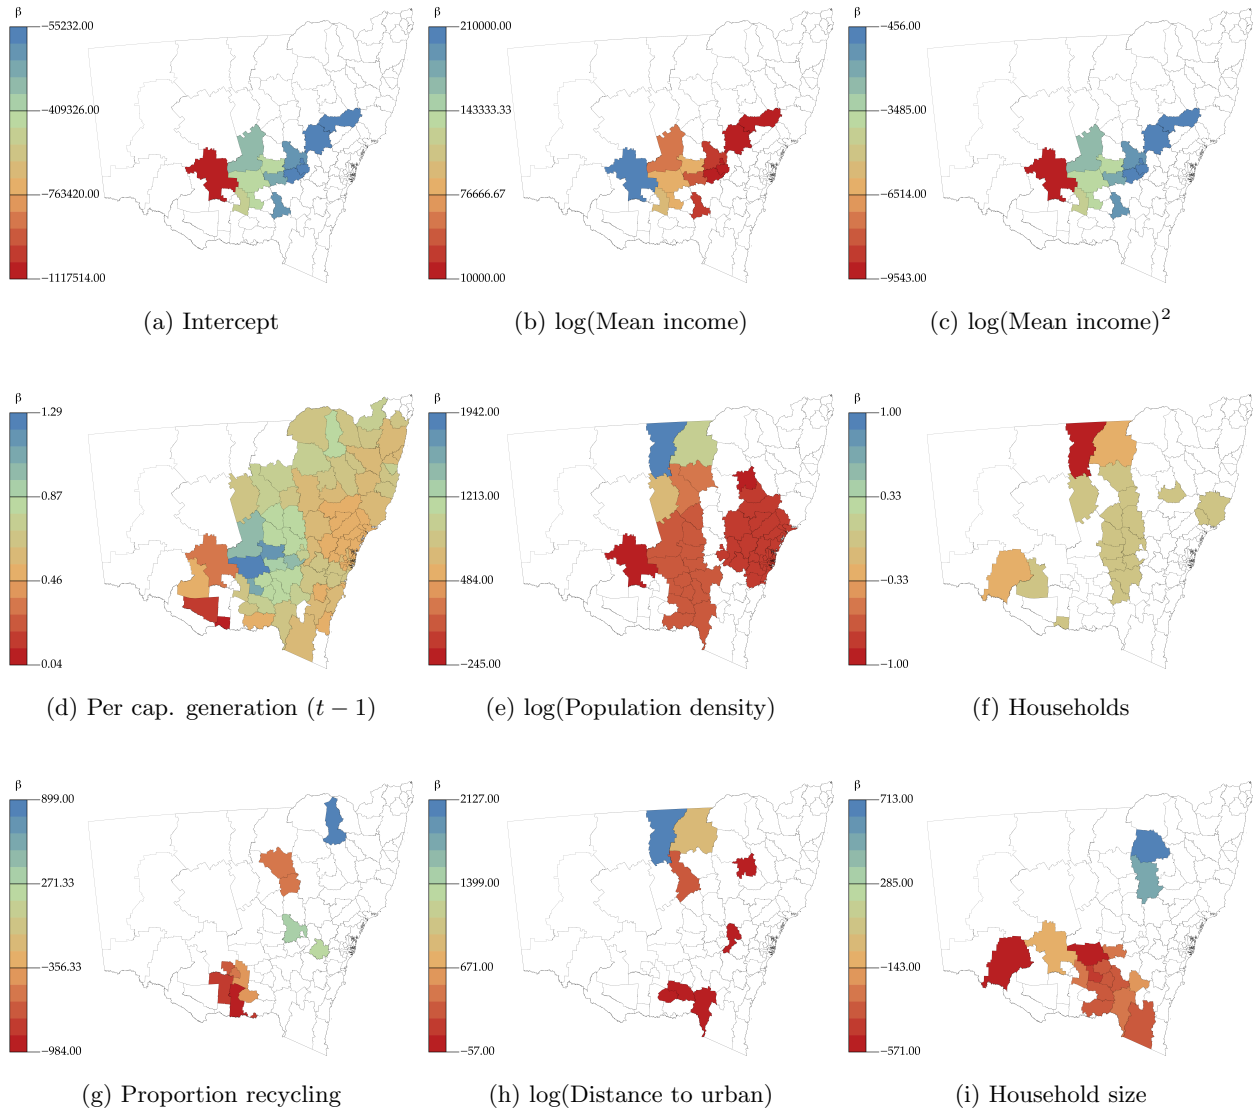 β
−55232.00
−409326.00
−763420.00
−1117514.00
(a) Intercept
β
210000.00
143333.33
76666.67
10000.00
(b) log(Mean income)
β
−456.00
−3485.00
−6514.00
−9543.00
(c) log(Mean income)²
β
1.29
0.87
0.46
0.04
(d) Per cap. generation (t − 1)
β
1942.00
1213.00
484.00
−245.00
(e) log(Population density)
β
1.00
0.33
−0.33
−1.00
(f) Households
β
899.00
271.33
−356.33
−984.00
(g) Proportion recycling
β
2127.00
1399.00
671.00
−57.00
(h) log(Distance to urban)
β
713.00
285.00
−143.00
−571.00
(i) Household size